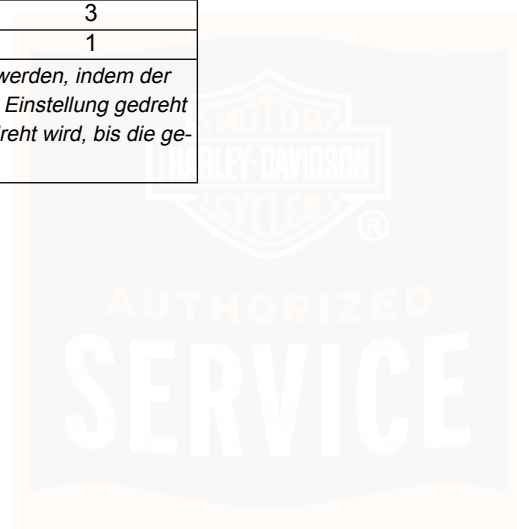 3
1
werden, indem der
Einstellung gedreht
reht wird, bis die ge-
MOTOR
HARLEY-DAVIDSON
CYCLES
®
AUTHORIZED
SERVICE